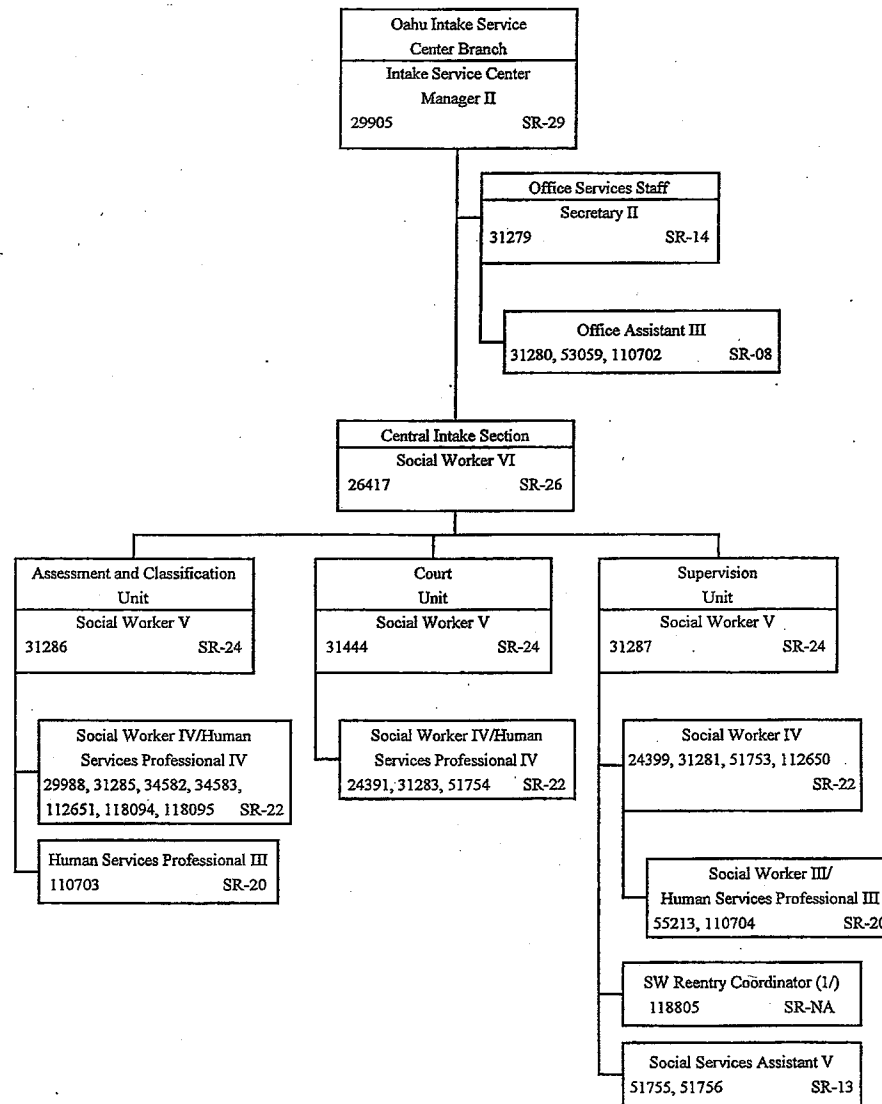 Oahu Intake Service
Center Branch
Intake Service Center
Manager II
29905 SR-29
Office Services Staff
Secretary II
31279 SR-14
Office Assistant III
31280, 53059, 110702 SR-08
Central Intake Section
Social Worker VI
26417 SR-26
Assessment and Classification
Unit
Social Worker V
31286 SR-24
Social Worker IV/Human
Services Professional IV
29988, 31285, 34582, 34583,
112651, 118094, 118095 SR-22
Human Services Professional III
110703 SR-20
Court
Unit
Social Worker V
31444 SR-24
Social Worker IV/Human
Services Professional IV
24391, 31283, 51754 SR-22
Supervision
Unit
Social Worker V
31287 SR-24
Social Worker IV
24399, 31281, 51753, 112650
SR-22
Social Worker III/
Human Services Professional III
55213, 110704 SR-20
SW Reentry Coordinator (1/)
118805 SR-NA
Social Services Assistant V
51755, 51756 SR-13